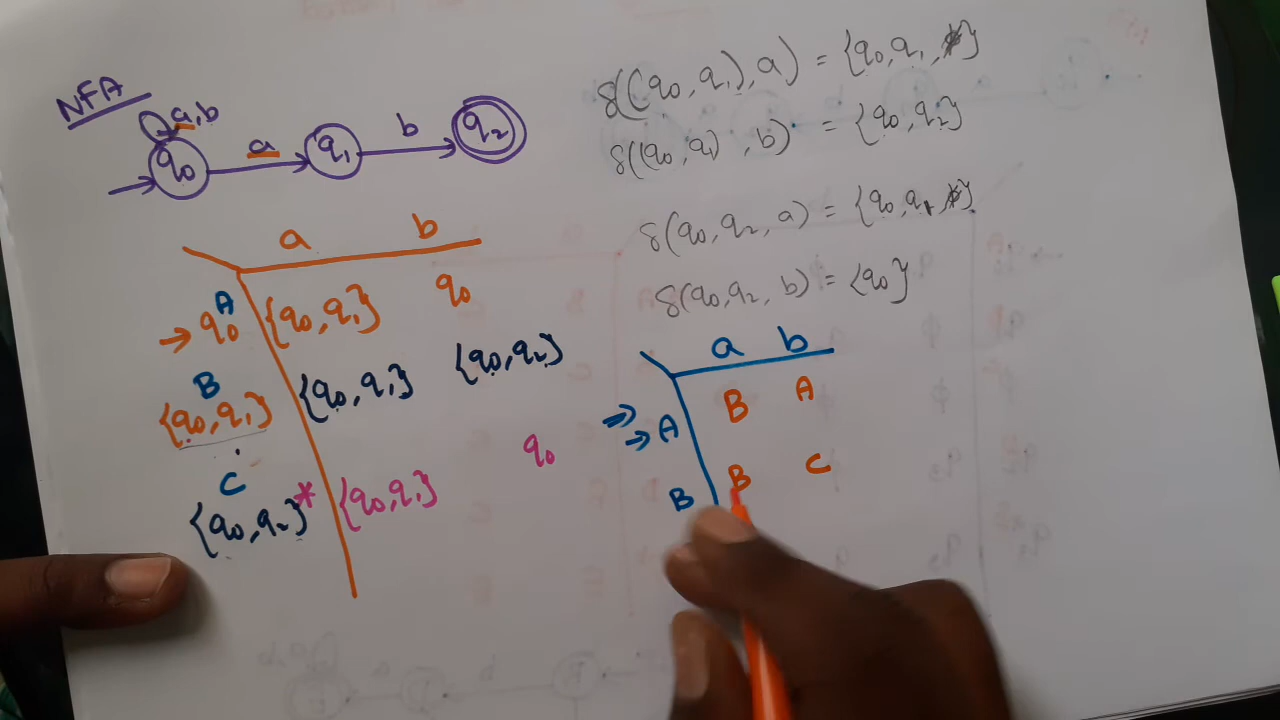 NFA
a,b
q0 a q1 b q2
δ((q0, q1), a) = {q0, q1, ϕ}
δ((q0, q1) , b) = {q0, q2}
δ(q0, q2, a) = {q0, q1, ϕ}
δ(q0, q2, b) = {q0}
a b
A
→ q0 {q0, q1} q0
B
{q0, q1} {q0, q1} {q0, q2}
C
{q0, q2}* {q0, q1} q0
a b
→ A B A
B B C